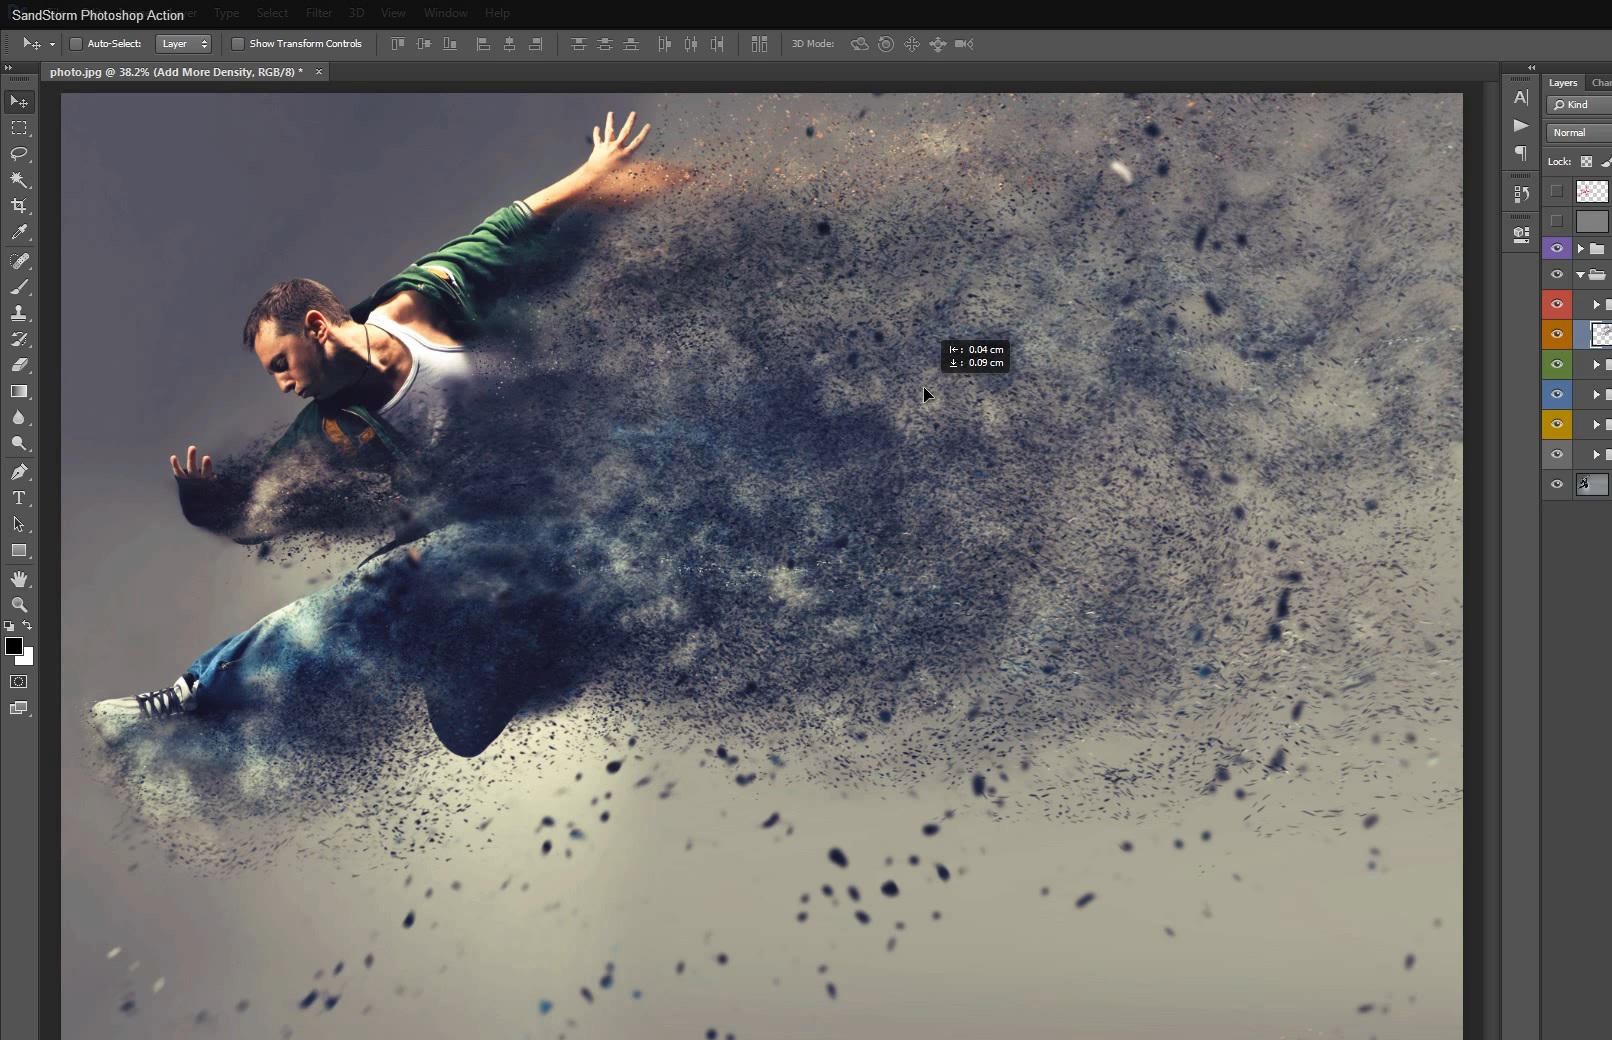 SandStorm Photoshop Action
Type Select Filter 3D View Window Help
Auto-Select: Layer Show Transform Controls 3D Mode:
photo.jpg @ 38.2% (Add More Density, RGB/8) * ×
Layers
Kind
Normal
Lock:
: 0.04 cm
: 0.09 cm